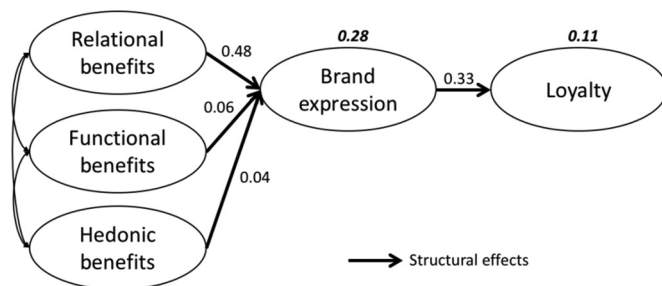 Relational
benefits
0.48
Functional
benefits
0.06
Hedonic
benefits
0.04
0.28
Brand
expression
0.33
0.11
Loyalty
Structural effects